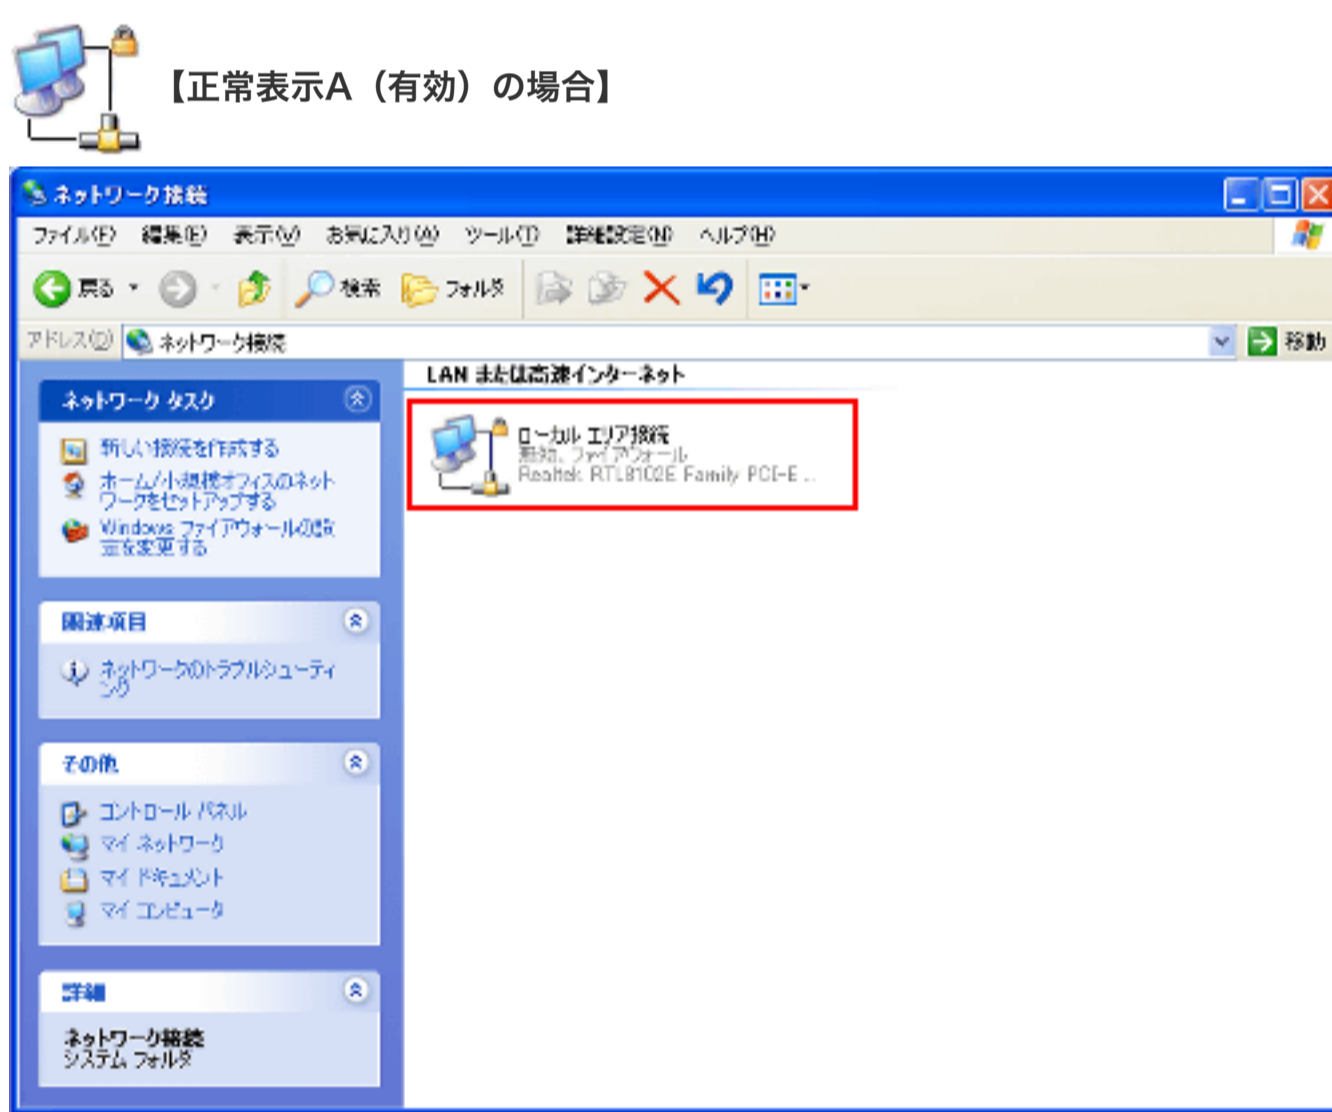 【正常表示A（有効）の場合】
ネットワーク接続
ファイル(F) 編集(E) 表示(V) お気に入り(A) ツール(T) 詳細設定(N) ヘルプ(H)
戻る 検索 フォルダ
アドレス(D) ネットワーク接続 移動
ネットワーク タスク
新しい接続を作成する
ホーム/小規模オフィスのネット
ワークをセットアップする
Windows ファイアウォールの設
定を変更する
関連項目
ネットワークのトラブルシューティ
ング
その他
コントロール パネル
マイ ネットワーク
マイ ドキュメント
マイ コンピュータ
詳細
ネットワーク接続
システム フォルダ
LAN または高速インターネット
ローカル エリア接続
無効、ファイアウォール
Realtek RTL8102E Family PCI-E ...